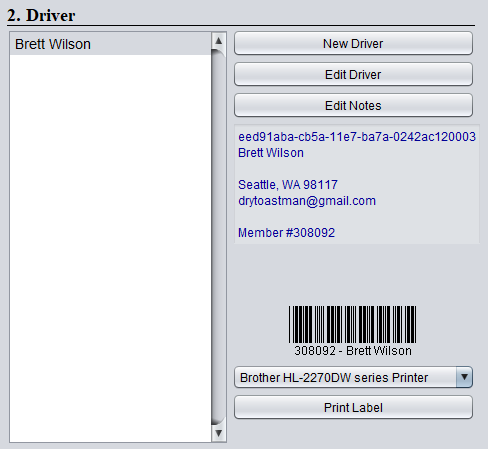 2. Driver
Brett Wilson
New Driver
Edit Driver
Edit Notes
eed91aba-cb5a-11e7-ba7a-0242ac120003
Brett Wilson
Seattle, WA 98117
drytoastman@gmail.com
Member #308092
308092 - Brett Wilson
Brother HL-2270DW series Printer
Print Label